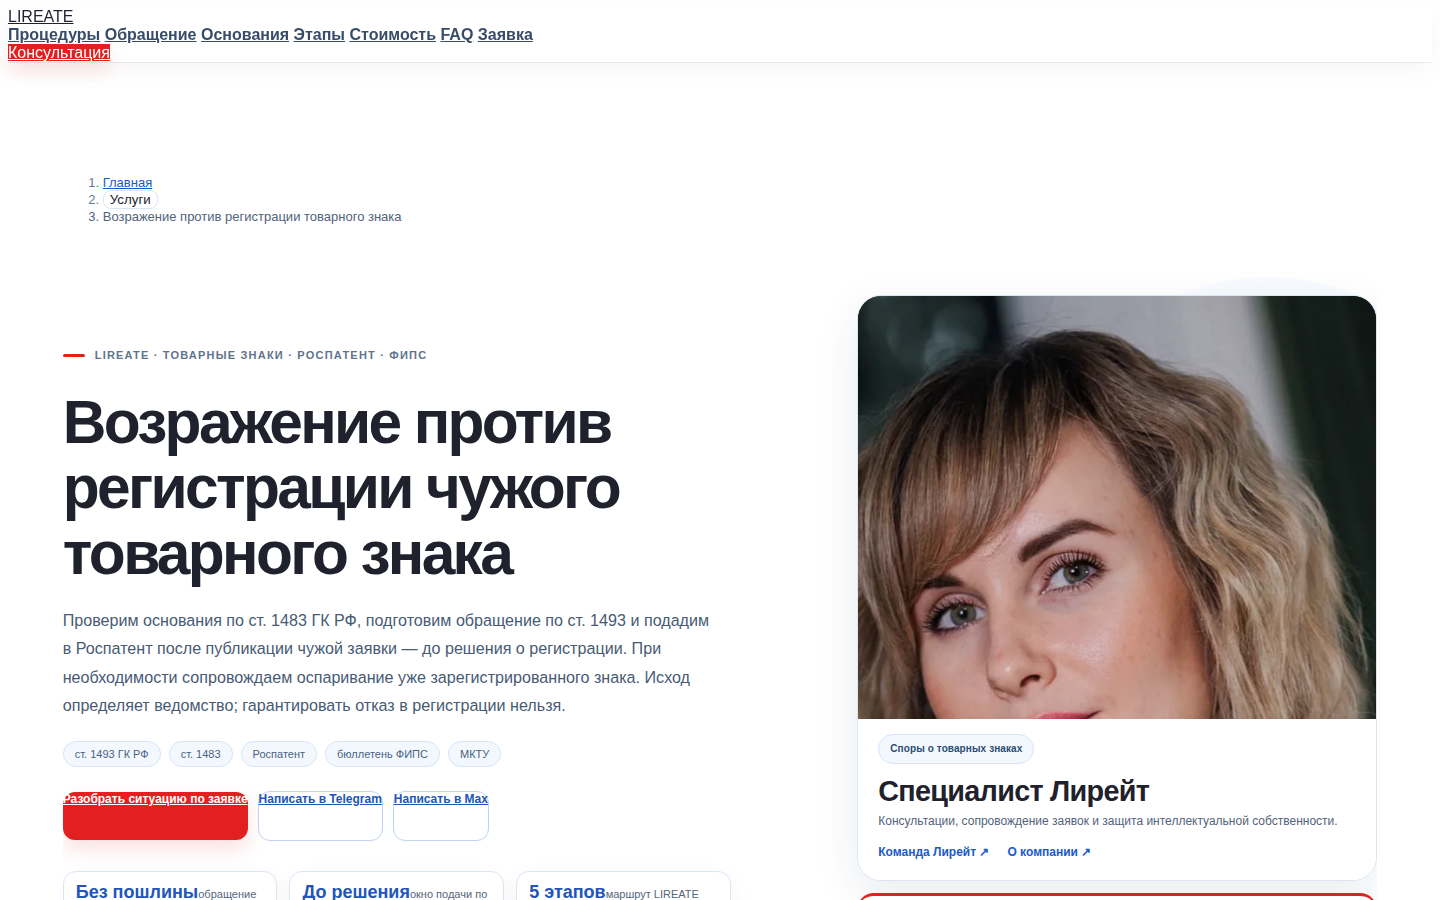 LIREATE
Процедуры Обращение Основания Этапы Стоимость FAQ Заявка
Консультация
1. Главная
2. Услуги
3. Возражение против регистрации товарного знака
LIREATE · ТОВАРНЫЕ ЗНАКИ · РОСПАТЕНТ · ФИПС
Возражение против
регистрации чужого
товарного знака
Проверим основания по ст. 1483 ГК РФ, подготовим обращение по ст. 1493 и подадим
в Роспатент после публикации чужой заявки — до решения о регистрации. При
необходимости сопровождаем оспаривание уже зарегистрированного знака. Исход
определяет ведомство; гарантировать отказ в регистрации нельзя.
ст. 1493 ГК РФ ст. 1483 Роспатент бюллетень ФИПС МКТУ
Разобрать ситуацию по заявке Написать в Telegram Написать в Max
Без пошлины обращение До решения окно подачи по 5 этапов маршрут LIREATE
Споры о товарных знаках
Специалист Лирейт
Консультации, сопровождение заявок и защита интеллектуальной собственности.
Команда Лирейт ↗ О компании ↗